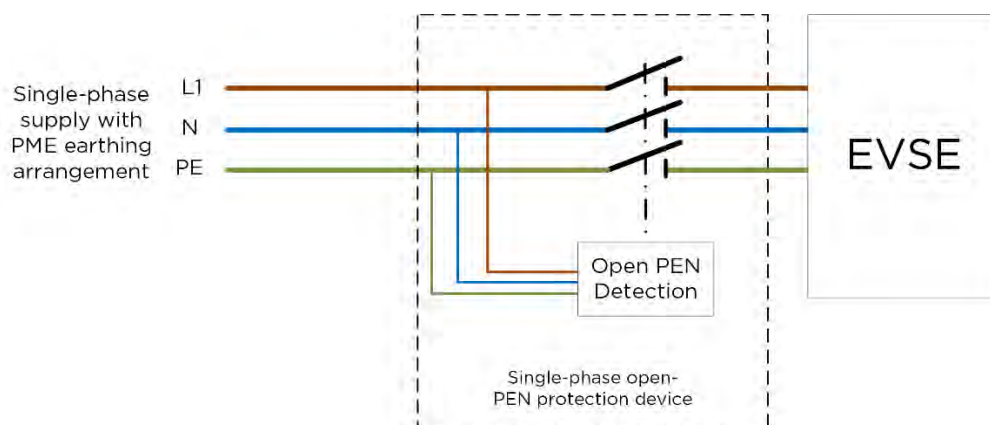 Single-phase
supply with
PME earthing
arrangement
L1
N
PE
EVSE
Open PEN
Detection
Single-phase open-
PEN protection device